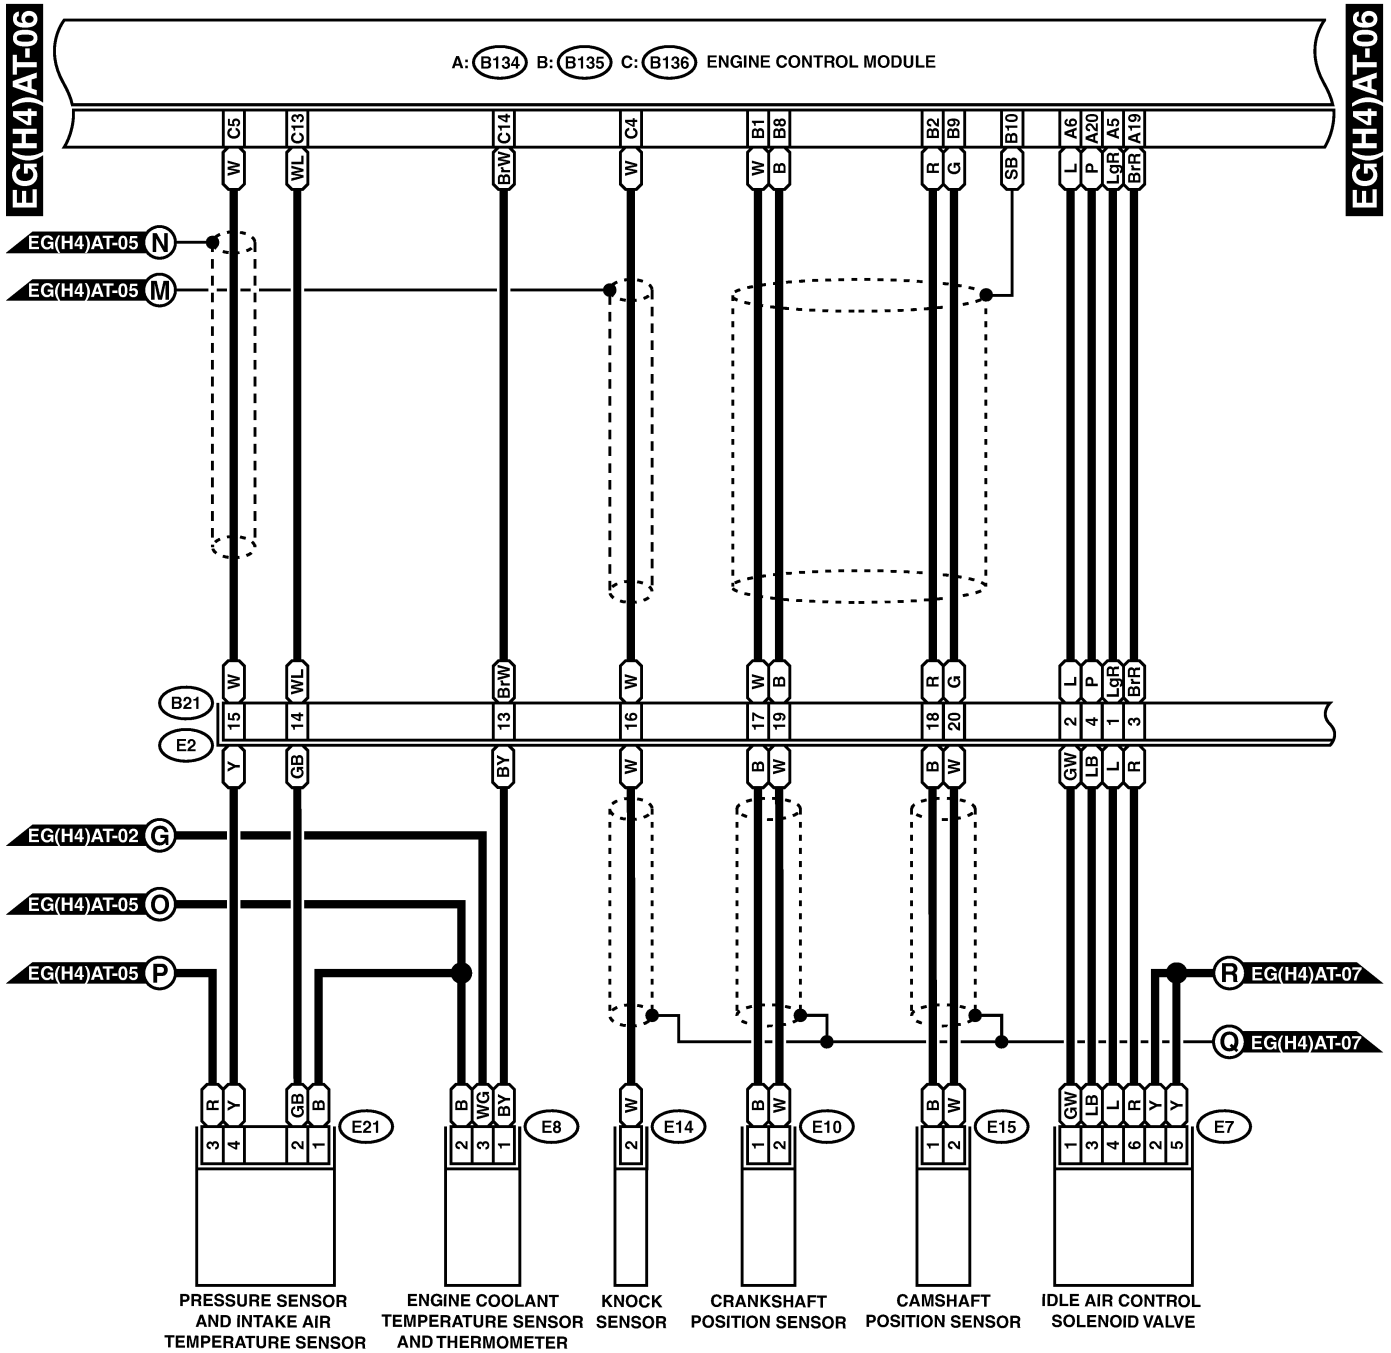 EG(H4)AT-06
EG(H4)AT-06
A: B134 B: B135 C: B136 ENGINE CONTROL MODULE
C5 C13 C14 C4 B1 B8 B2 B9 B10 A6 A20 A5 A19
W WL BrW W W B R G SB L P LgR BrR
EG(H4)AT-05 N
EG(H4)AT-05 M
W WL BrW W W B R G L P LgR BrR
B21
15 14 13 16 17 19 18 20 2 4 1 3
E2
Y GB BY W B W B W GW LB L R
EG(H4)AT-02 G
EG(H4)AT-05 O
EG(H4)AT-05 P
R EG(H4)AT-07
Q EG(H4)AT-07
R Y GB B B WG BY W B W B W GW LB L R Y Y
E21 E8 E14 E10 E15 E7
3 4 2 1 2 3 1 2 1 2 1 2 1 3 4 6 2 5
PRESSURE SENSOR
AND INTAKE AIR
TEMPERATURE SENSOR
ENGINE COOLANT
TEMPERATURE SENSOR
AND THERMOMETER
KNOCK
SENSOR
CRANKSHAFT
POSITION SENSOR
CAMSHAFT
POSITION SENSOR
IDLE AIR CONTROL
SOLENOID VALVE